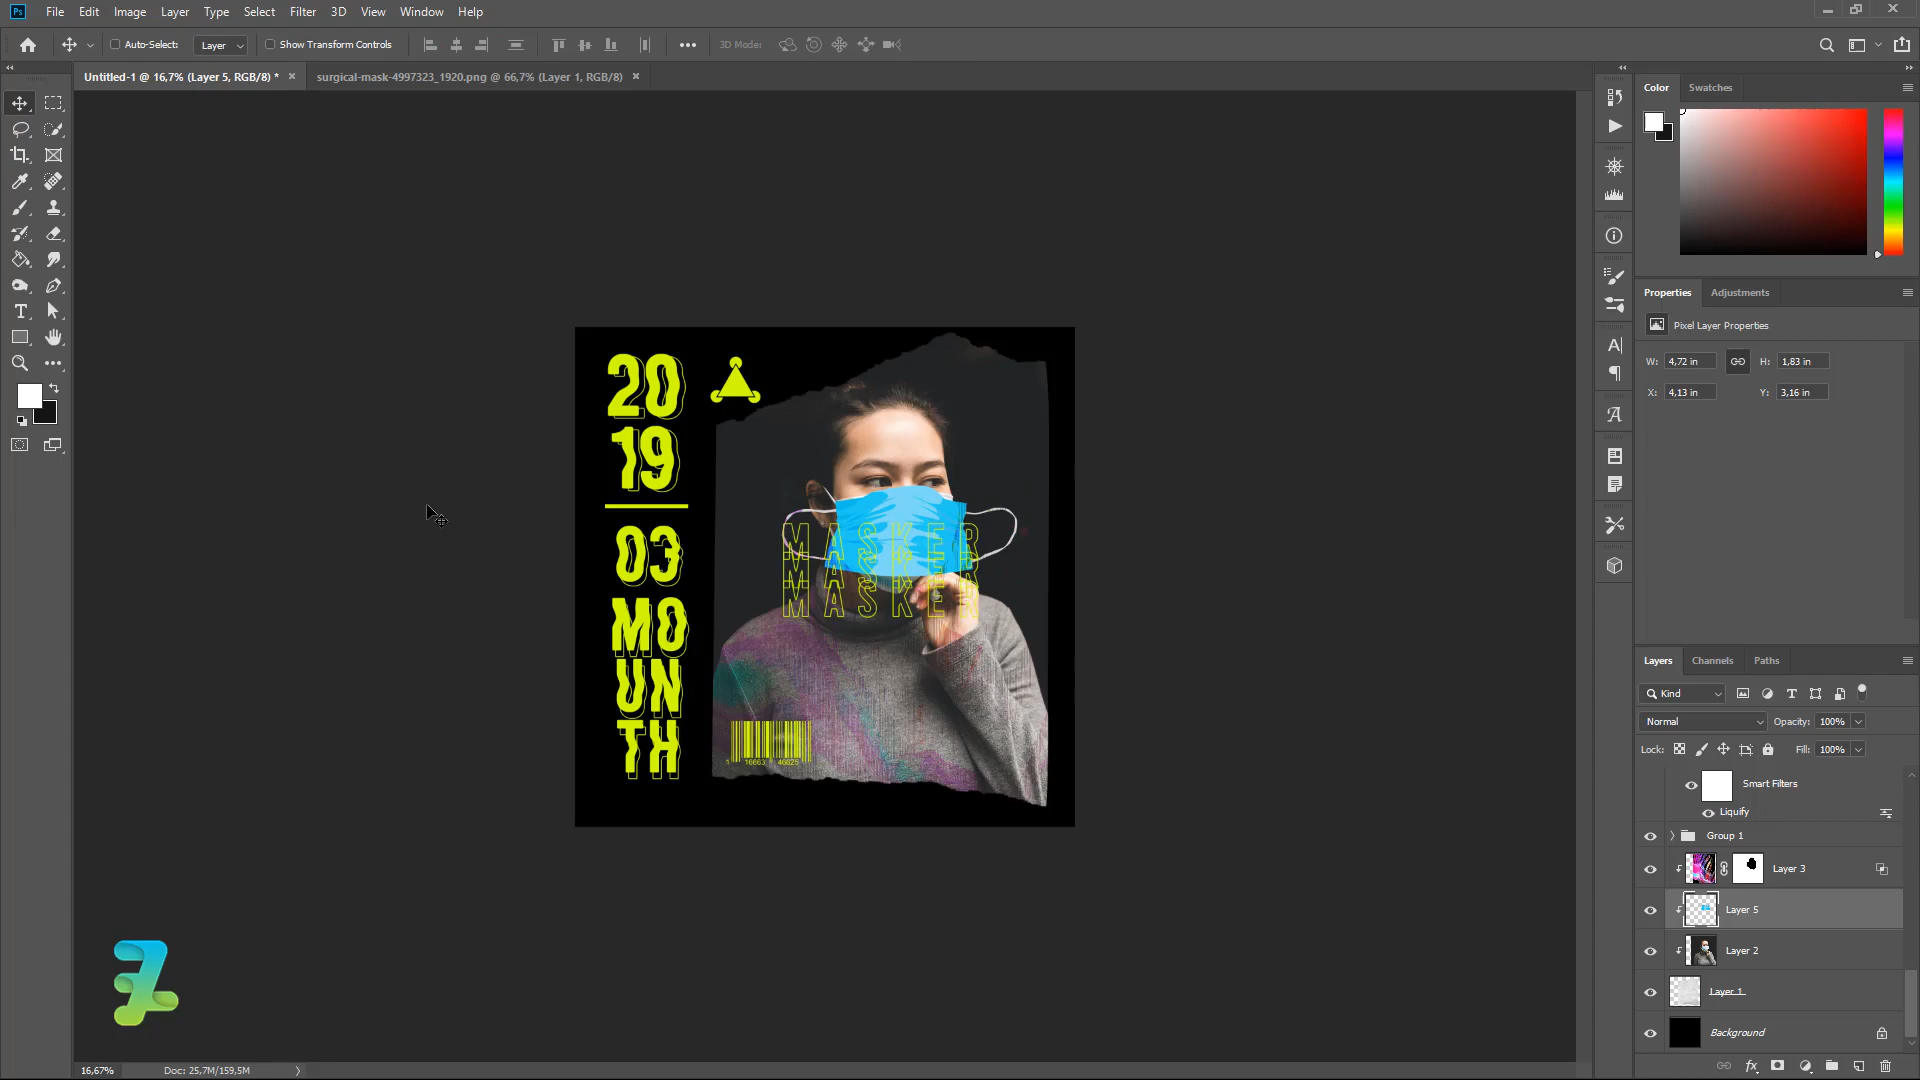 Ps File Edit Image Layer Type Select Filter 3D View Window Help
Auto-Select: Layer Show Transform Controls 3D Mode:
Untitled-1 @ 16,7% (Layer 5, RGB/8) * surgical-mask-4997323_1920.png @ 66,7% (Layer 1, RGB/8)
Color Swatches
Properties Adjustments
Pixel Layer Properties
W: 4,72 in H: 1,83 in
X: 4,13 in Y: 3,16 in
20
19
03
MO
UN
TH
MASKER
MASKER
MASKER
1 16663 46625
Layers Channels Paths
Kind
Normal Opacity: 100%
Lock: Fill: 100%
Smart Filters
Liquify
Group 1
Layer 3
Layer 5
Layer 2
Layer 1
Background
fx
16,67% Doc: 25,7M/159,5M